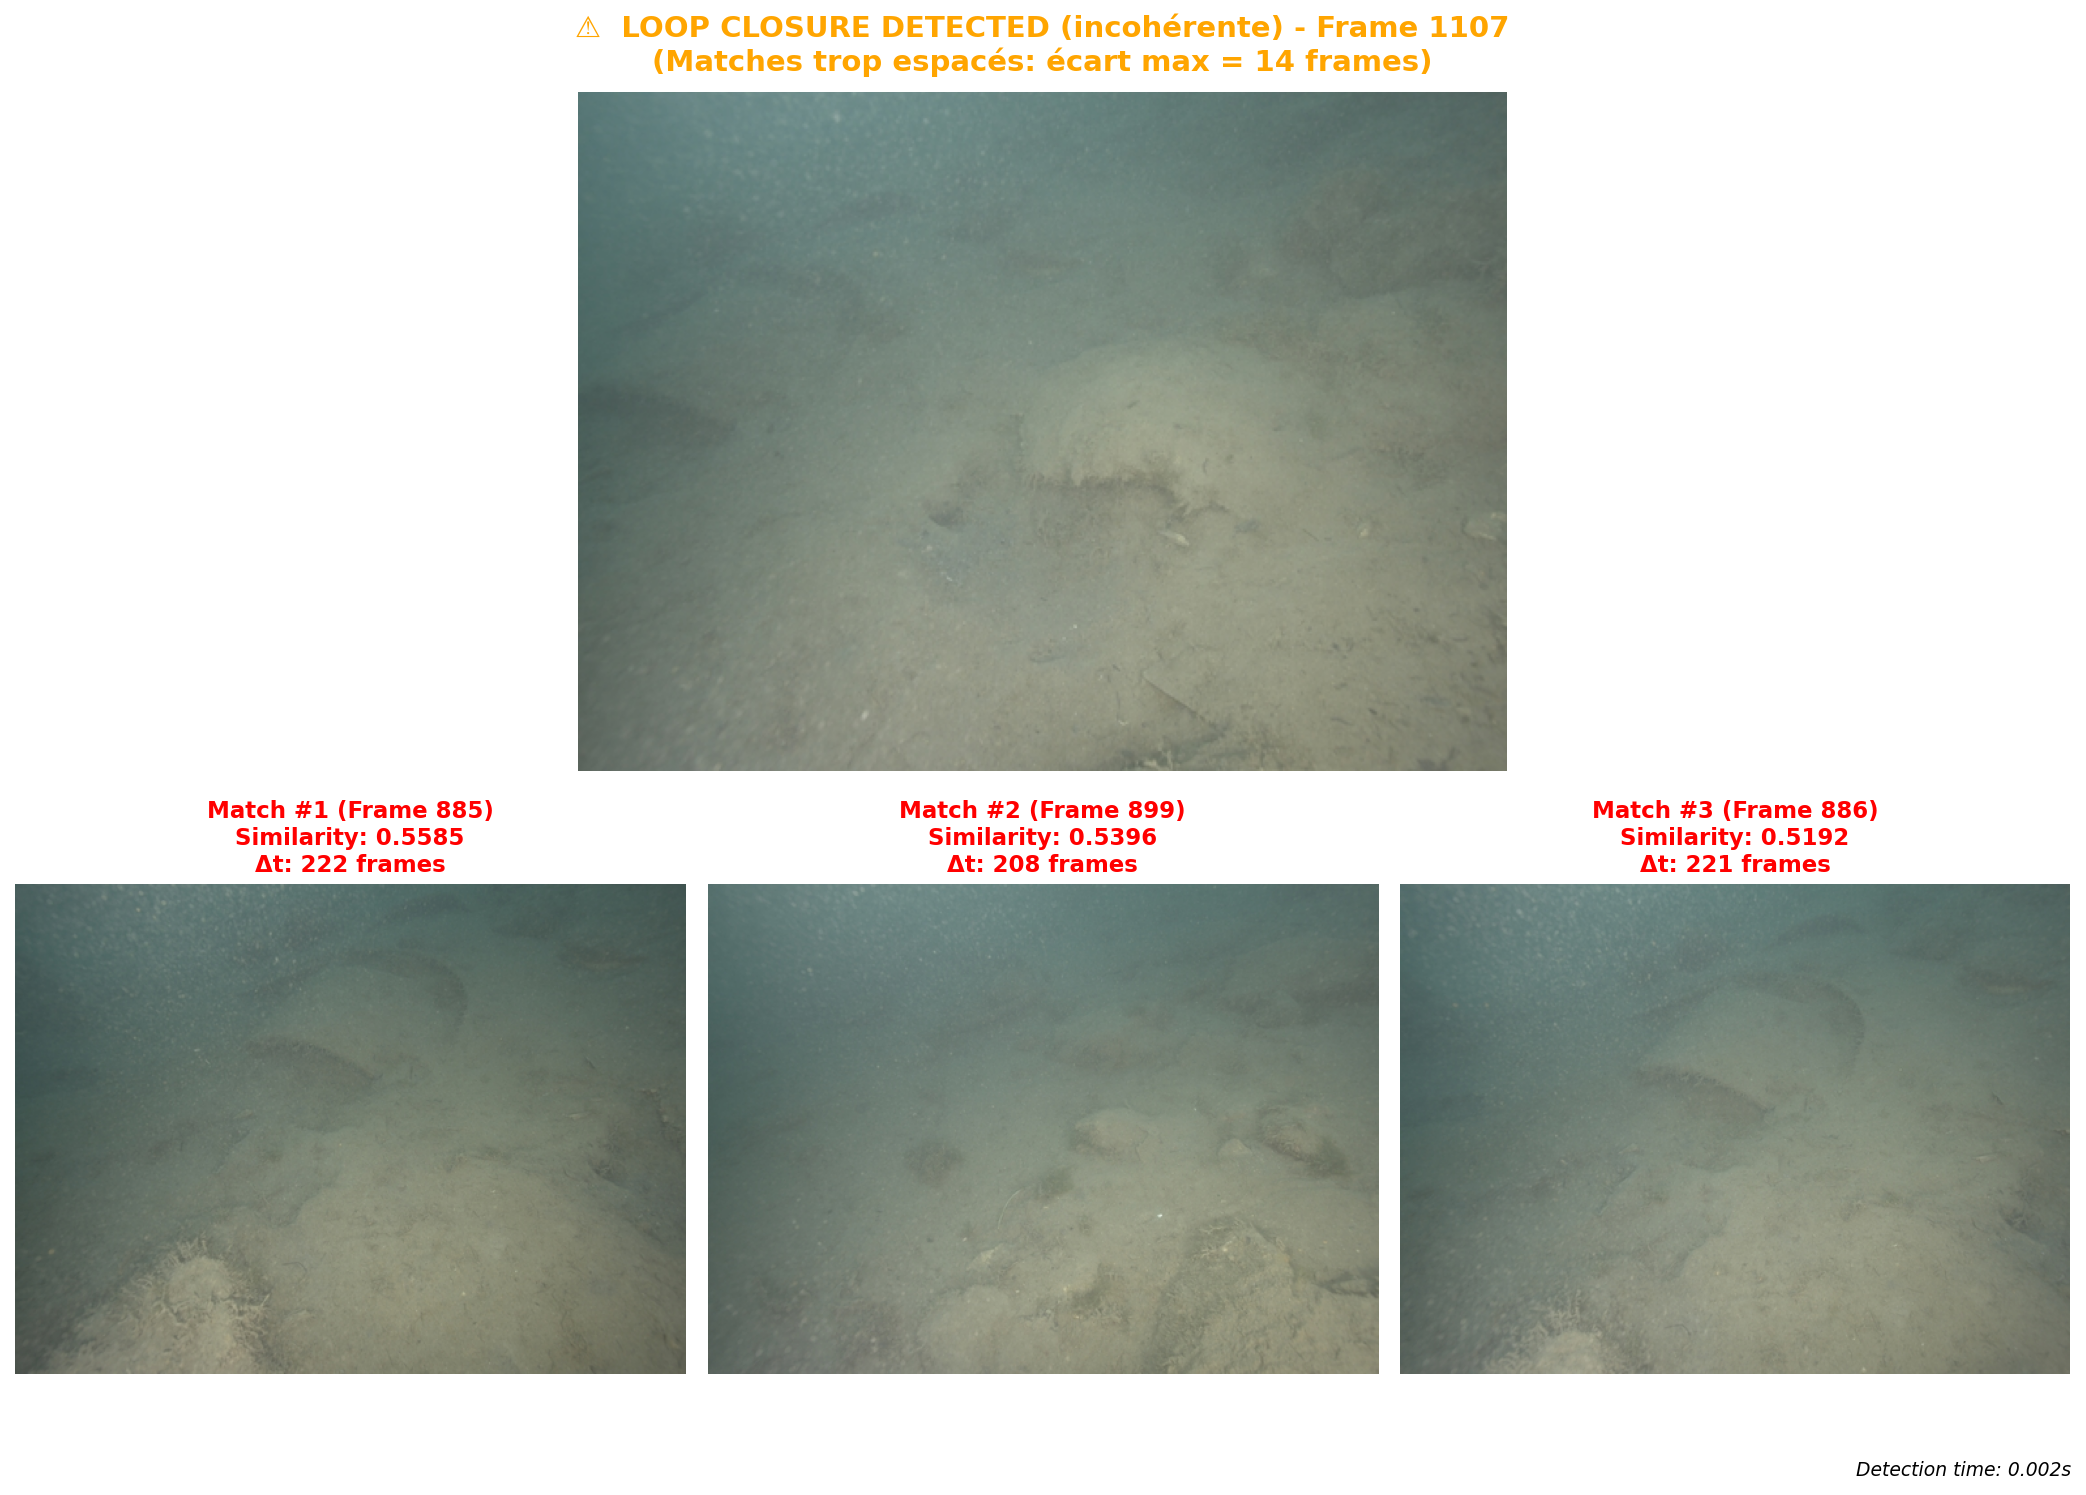 ⚠ LOOP CLOSURE DETECTED (incohérente) - Frame 1107
(Matches trop espacés: écart max = 14 frames)
Match #1 (Frame 885)
Similarity: 0.5585
Δt: 222 frames
Match #2 (Frame 899)
Similarity: 0.5396
Δt: 208 frames
Match #3 (Frame 886)
Similarity: 0.5192
Δt: 221 frames
Detection time: 0.002s